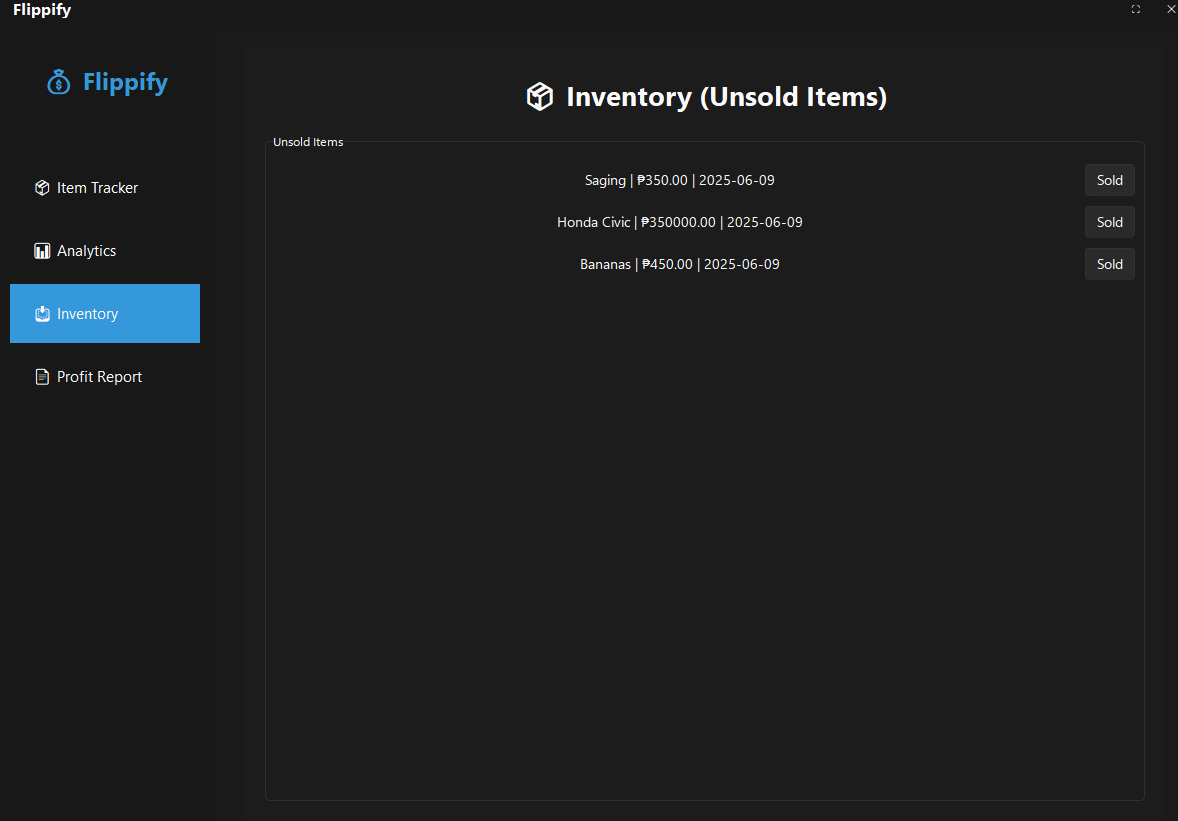 Flippify
Flippify
Item Tracker
Analytics
Inventory
Profit Report
Inventory (Unsold Items)
Unsold Items
Saging | ₱350.00 | 2025-06-09 Sold
Honda Civic | ₱350000.00 | 2025-06-09 Sold
Bananas | ₱450.00 | 2025-06-09 Sold